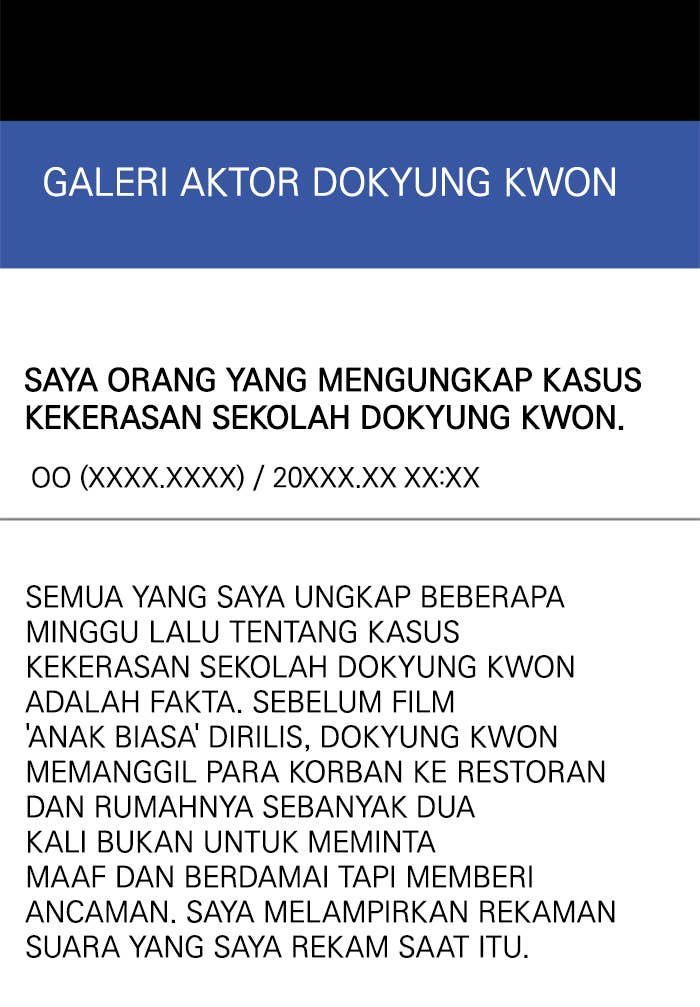 GALERI AKTOR DOKYUNG KWON
SAYA ORANG YANG MENGUNGKAP KASUS
KEKERASAN SEKOLAH DOKYUNG KWON.
OO (XXXX.XXXX) / 20XXX.XX XX:XX
SEMUA YANG SAYA UNGKAP BEBERAPA
MINGGU LALU TENTANG KASUS
KEKERASAN SEKOLAH DOKYUNG KWON
ADALAH FAKTA. SEBELUM FILM
'ANAK BIASA' DIRILIS, DOKYUNG KWON
MEMANGGIL PARA KORBAN KE RESTORAN
DAN RUMAHNYA SEBANYAK DUA
KALI BUKAN UNTUK MEMINTA
MAAF DAN BERDAMAI TAPI MEMBERI
ANCAMAN. SAYA MELAMPIRKAN REKAMAN
SUARA YANG SAYA REKAM SAAT ITU.